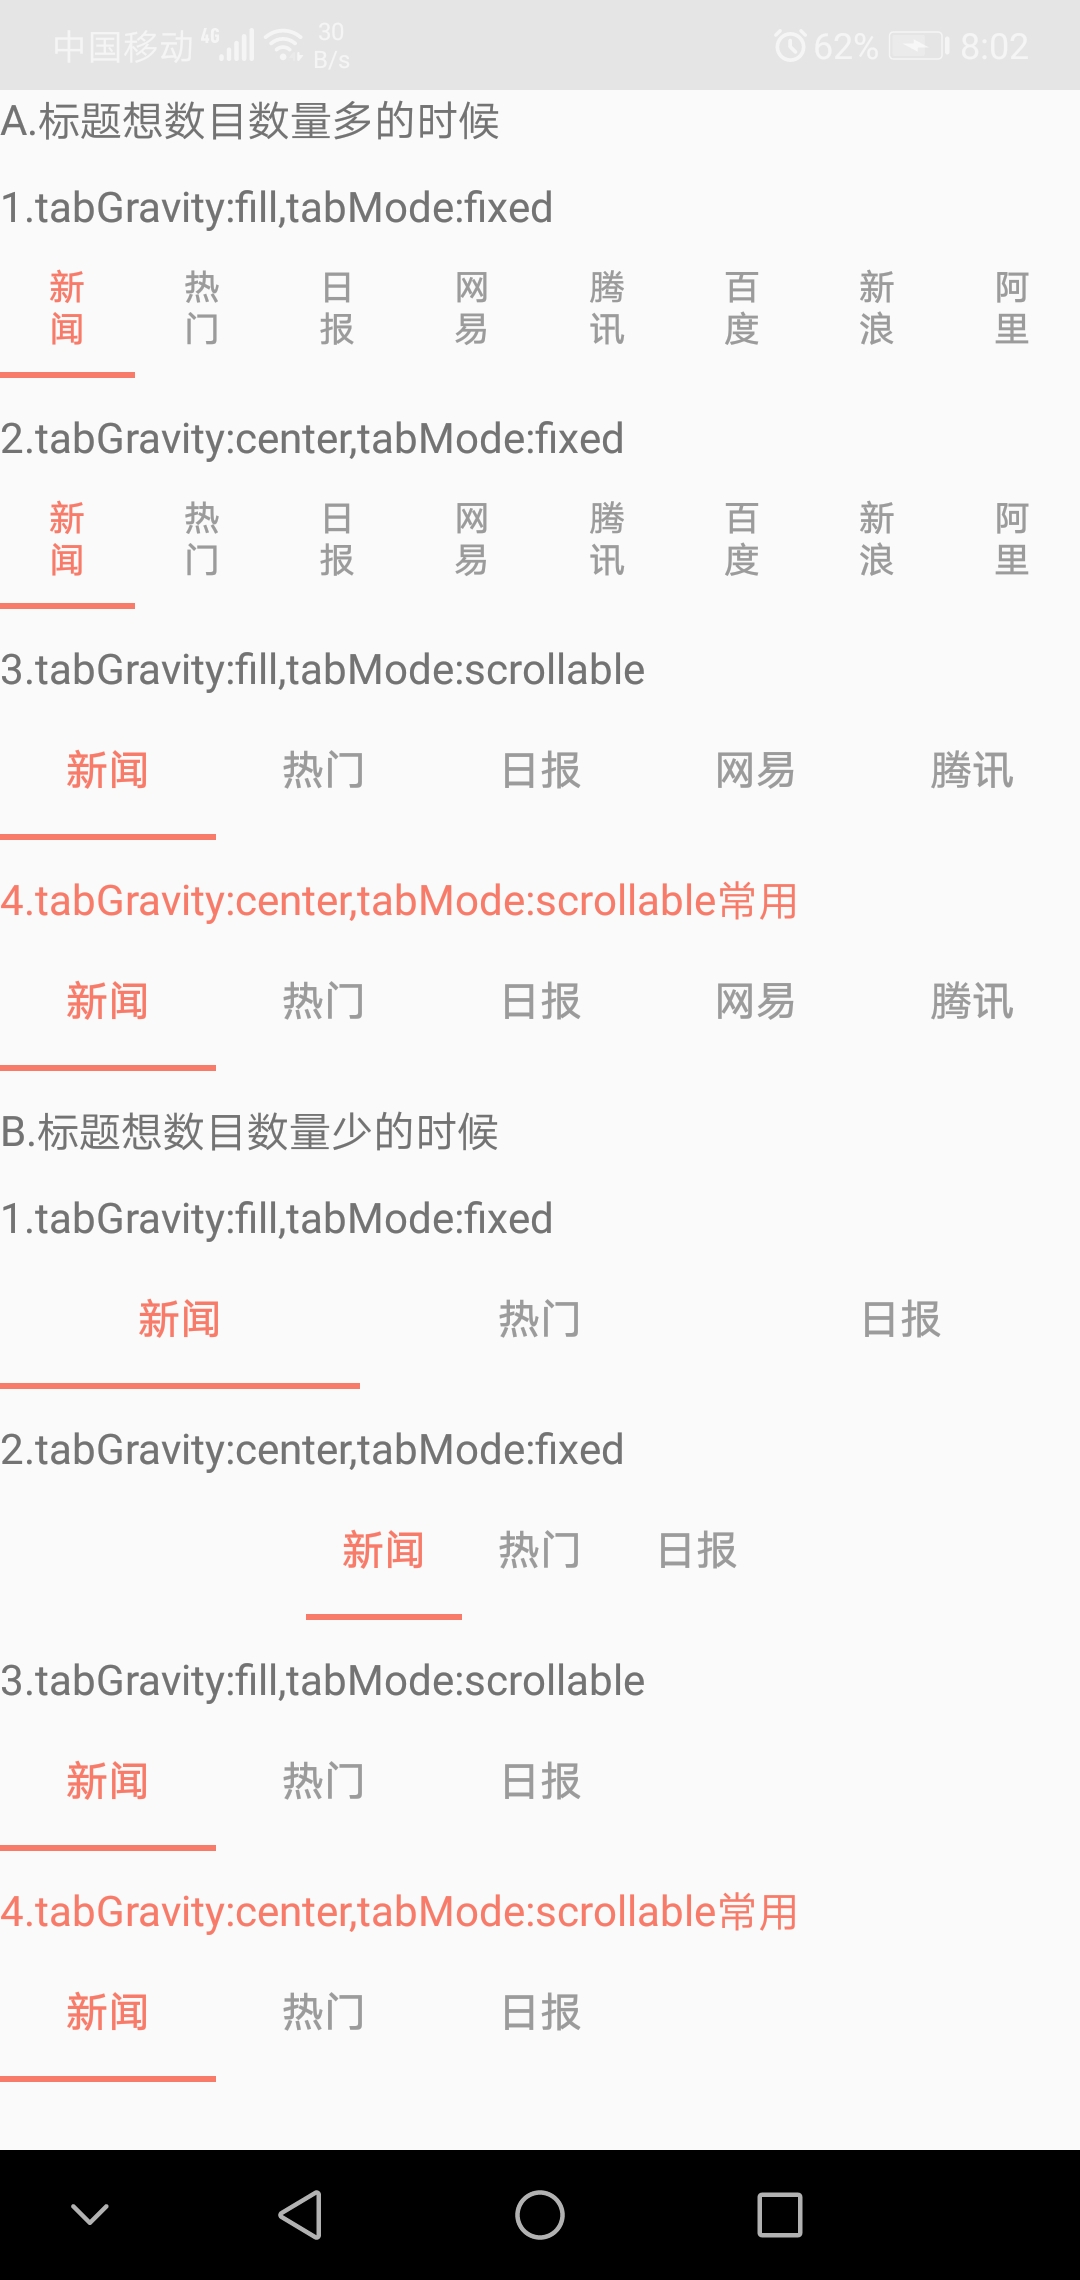 中国移动 4G 30 B/s 62% 8:02
A.标题想数目数量多的时候
1.tabGravity:fill,tabMode:fixed
新闻 热门 日报 网易 腾讯 百度 新浪 阿里
2.tabGravity:center,tabMode:fixed
新闻 热门 日报 网易 腾讯 百度 新浪 阿里
3.tabGravity:fill,tabMode:scrollable
新闻 热门 日报 网易 腾讯
4.tabGravity:center,tabMode:scrollable常用
新闻 热门 日报 网易 腾讯
B.标题想数目数量少的时候
1.tabGravity:fill,tabMode:fixed
新闻 热门 日报
2.tabGravity:center,tabMode:fixed
新闻 热门 日报
3.tabGravity:fill,tabMode:scrollable
新闻 热门 日报
4.tabGravity:center,tabMode:scrollable常用
新闻 热门 日报